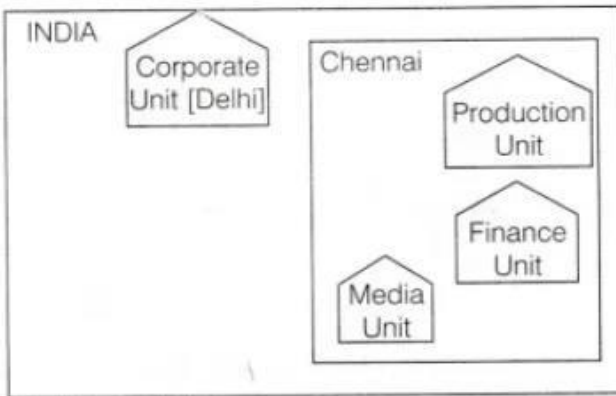 INDIA
Corporate
Unit [Delhi]
Chennai
Production
Unit
Finance
Unit
Media
Unit